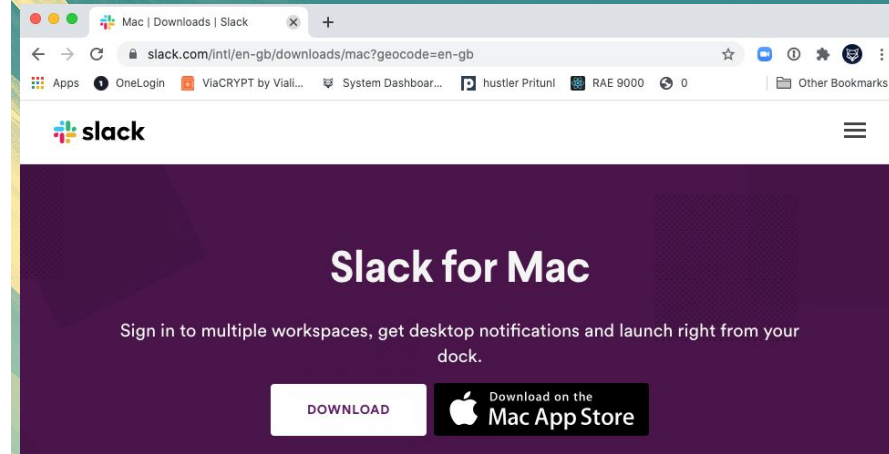 Mac | Downloads | Slack
slack.com/intl/en-gb/downloads/mac?geocode=en-gb
Apps OneLogin ViaCRYPT by Viali... System Dashboar... hustler Pritunl RAE 9000 0 Other Bookmarks
slack
Slack for Mac
Sign in to multiple workspaces, get desktop notifications and launch right from your
dock.
DOWNLOAD
Download on the
Mac App Store